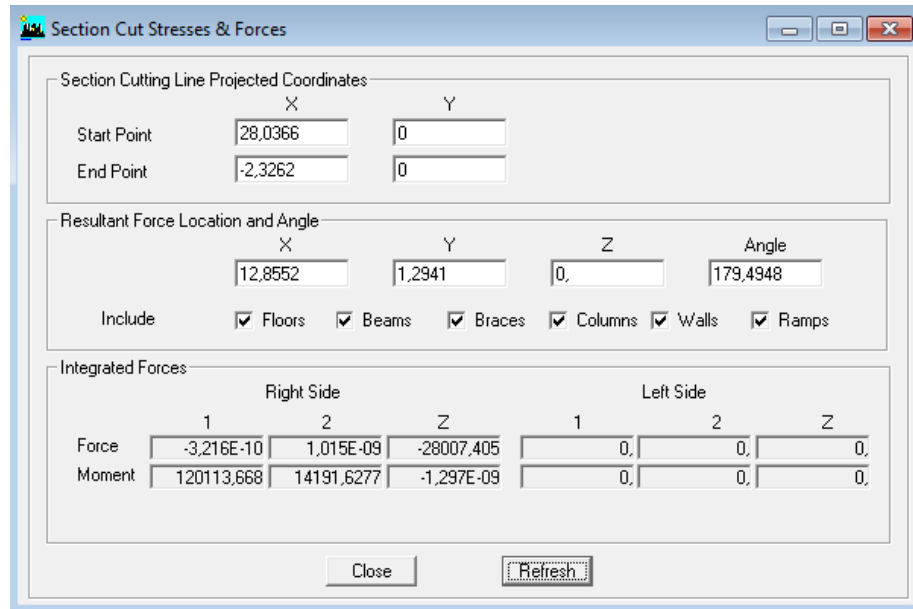 Section Cut Stresses & Forces
Section Cutting Line Projected Coordinates
X Y
Start Point 28,0366 0
End Point -2,3262 0
Resultant Force Location and Angle
X Y Z Angle
12,8552 1,2941 0, 179,4948
Include Floors Beams Braces Columns Walls Ramps
Integrated Forces
Right Side Left Side
1 2 Z 1 2 Z
Force -3,216E-10 1,015E-09 -28007,405 0, 0, 0,
Moment 120113,668 14191,6277 -1,297E-09 0, 0, 0,
Close Refresh